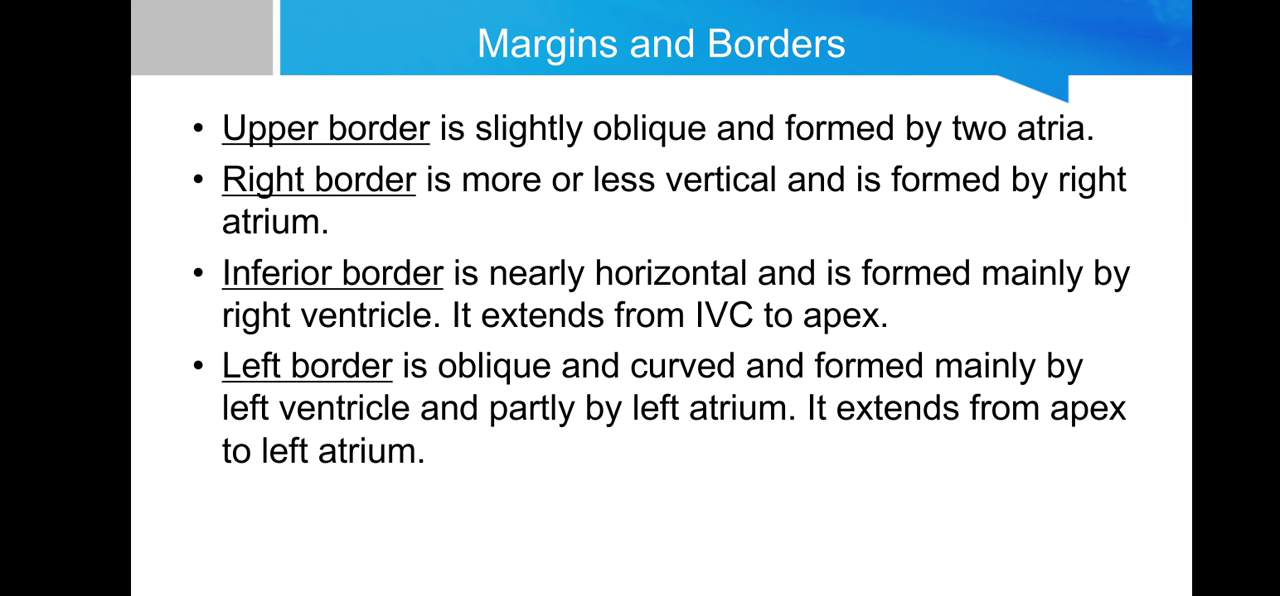 Margins and Borders
• Upper border is slightly oblique and formed by two atria.
• Right border is more or less vertical and is formed by right
atrium.
• Inferior border is nearly horizontal and is formed mainly by
right ventricle. It extends from IVC to apex.
• Left border is oblique and curved and formed mainly by
left ventricle and partly by left atrium. It extends from apex
to left atrium.